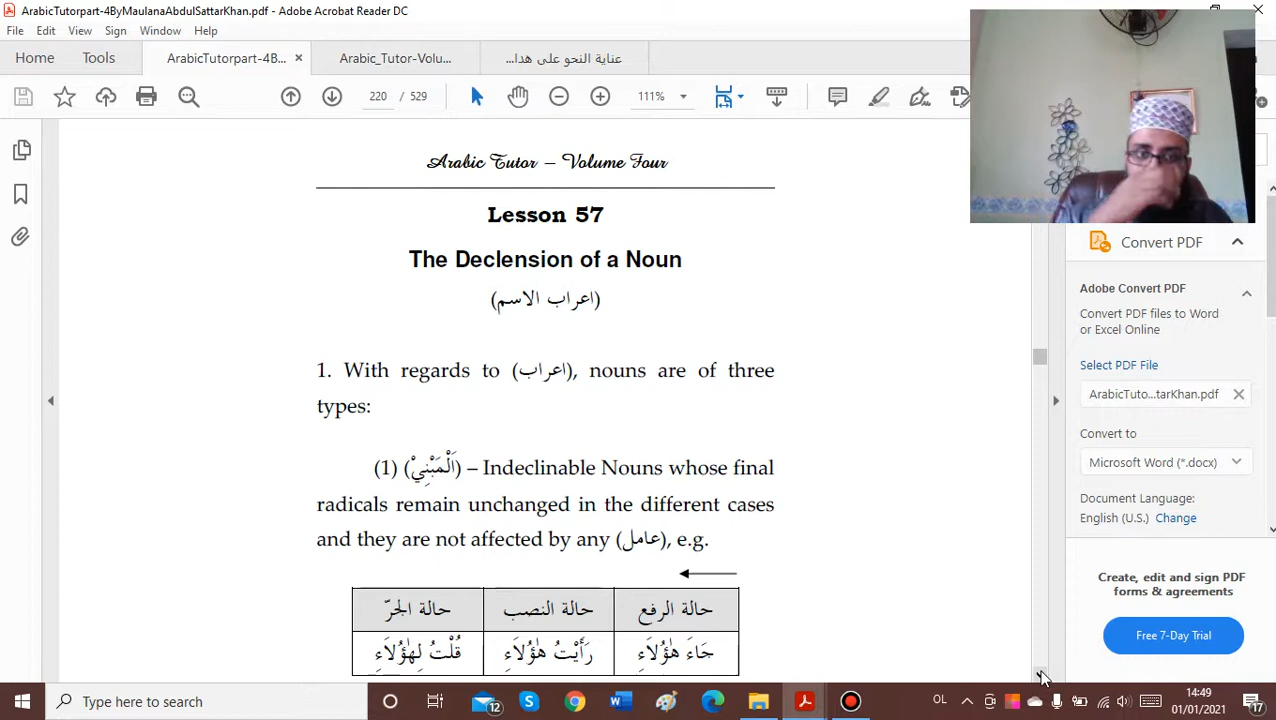 ArabicTutorpart-4ByMaulanaAbdulSattarKhan.pdf - Adobe Acrobat Reader DC
File Edit View Sign Window Help
Home Tools ArabicTutorpart-4B... × Arabic_Tutor-Volu... عناية النحو على هدا...
220 / 529 111%
Arabic Tutor – Volume Four
Lesson 57
The Declension of a Noun
(اعراب الاسم)
1. With regards to (اعراب), nouns are of three
types:
(1) (اَلْمَبْنِيْ) – Indeclinable Nouns whose final
radicals remain unchanged in the different cases
and they are not affected by any (عامل), e.g.
حالة الرفع حالة النصب حالة الجرّ
جَاءَ هٰؤُلَاءِ رَأَيْتُ هٰؤُلَاءِ قُلْتُ لِهٰؤُلَاءِ
Convert PDF
Adobe Convert PDF
Convert PDF files to Word
or Excel Online
Select PDF File
ArabicTuto...tarKhan.pdf
Convert to
Microsoft Word (*.docx)
Document Language:
English (U.S.) Change
Create, edit and sign PDF
forms & agreements
Free 7-Day Trial
Type here to search
12
OL
14:49
01/01/2021
17